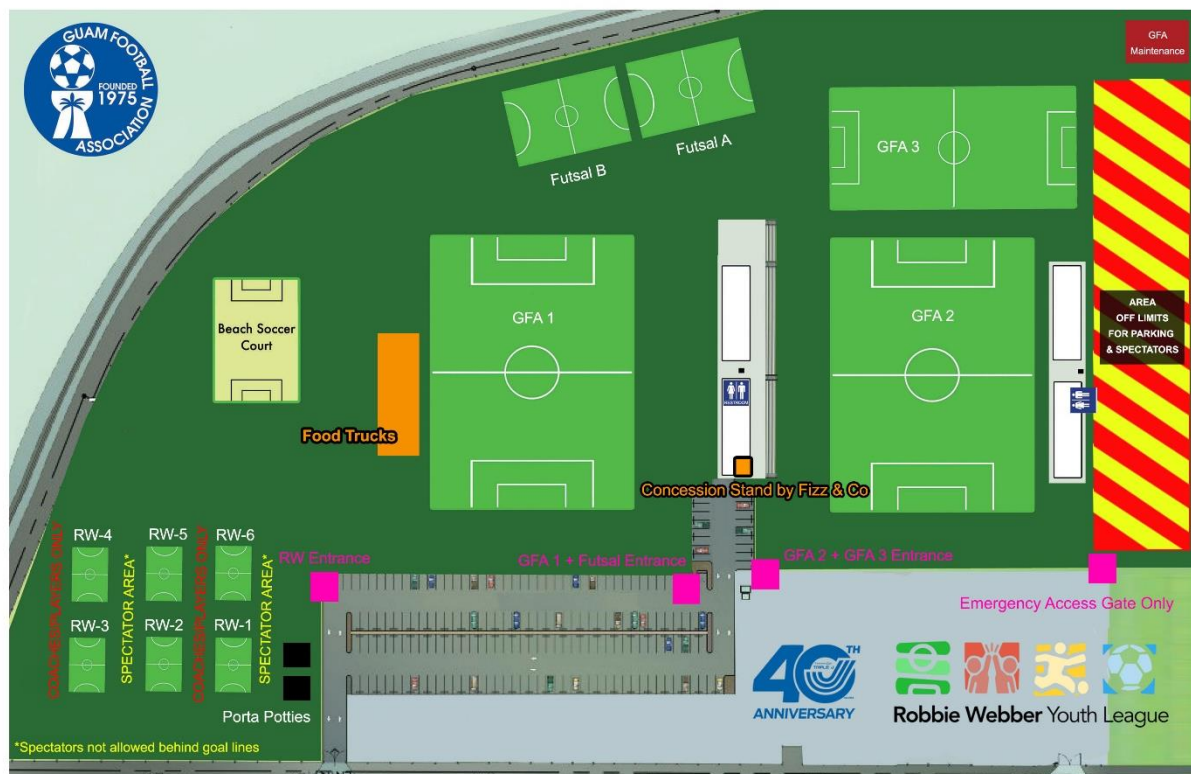 GUAM FOOTBALL
ASSOCIATION
FOUNDED
1975
GFA
Maintenance
Futsal B
Futsal A
GFA 3
GFA 1
GFA 2
Beach Soccer
Court
AREA
OFF LIMITS
FOR PARKING
& SPECTATORS
RESTROOM
Food Trucks
Concession Stand by Fizz & Co
RW-4
RW-5
RW-6
COACHES/PLAYERS ONLY
SPECTATOR AREA*
COACHES/PLAYERS ONLY
SPECTATOR AREA*
RW-3
RW-2
RW-1
RW Entrance
GFA 1 + Futsal Entrance
GFA 2 + GFA 3 Entrance
Emergency Access Gate Only
Porta Potties
*Spectators not allowed behind goal lines
40TH
ANNIVERSARY
Robbie Webber Youth League